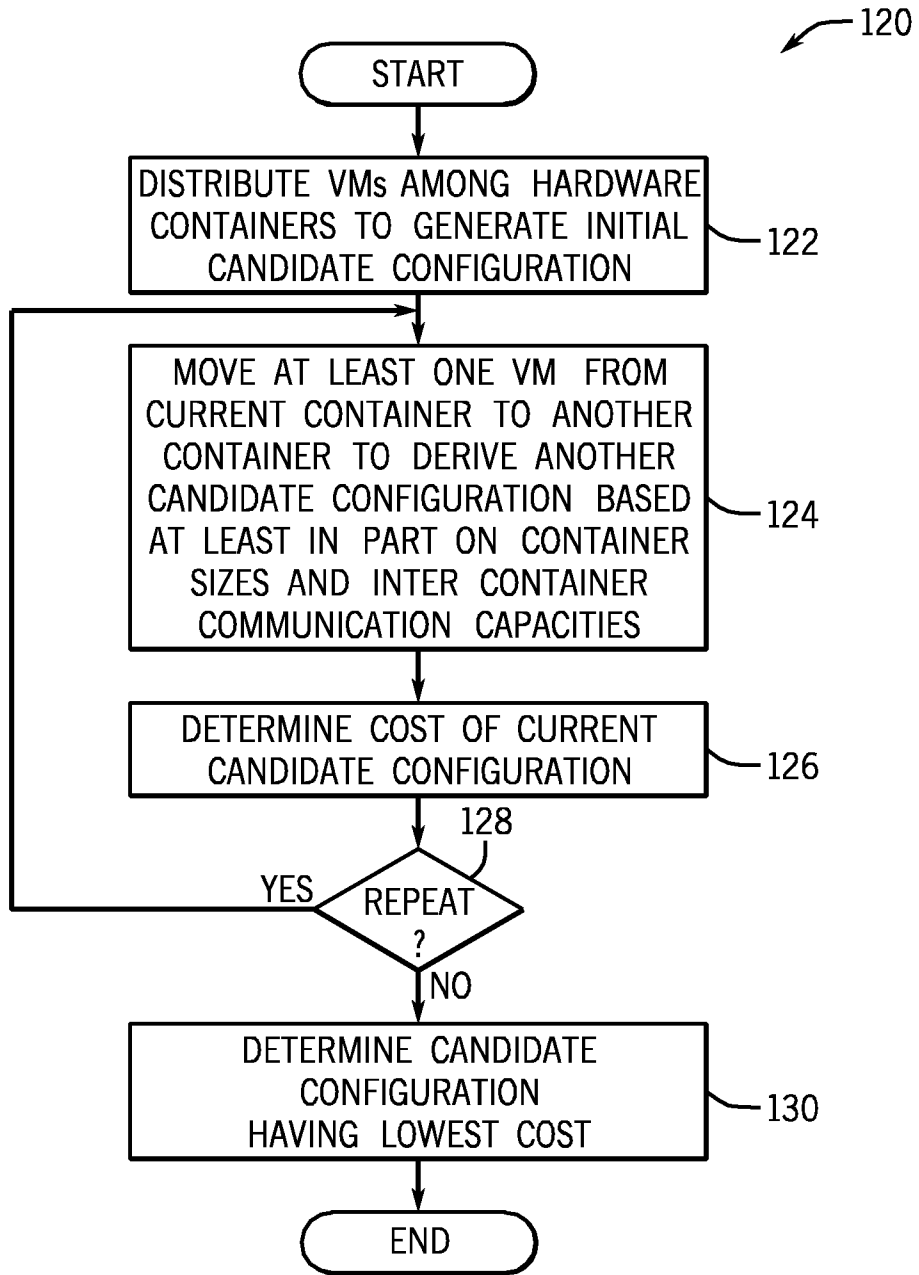 120
START
DISTRIBUTE VMs AMONG HARDWARE
CONTAINERS TO GENERATE INITIAL
CANDIDATE CONFIGURATION
122
MOVE AT LEAST ONE VM FROM
CURRENT CONTAINER TO ANOTHER
CONTAINER TO DERIVE ANOTHER
CANDIDATE CONFIGURATION BASED
AT LEAST IN PART ON CONTAINER
SIZES AND INTER CONTAINER
COMMUNICATION CAPACITIES
124
DETERMINE COST OF CURRENT
CANDIDATE CONFIGURATION
126
128
YES
REPEAT
?
NO
DETERMINE CANDIDATE
CONFIGURATION
HAVING LOWEST COST
130
END